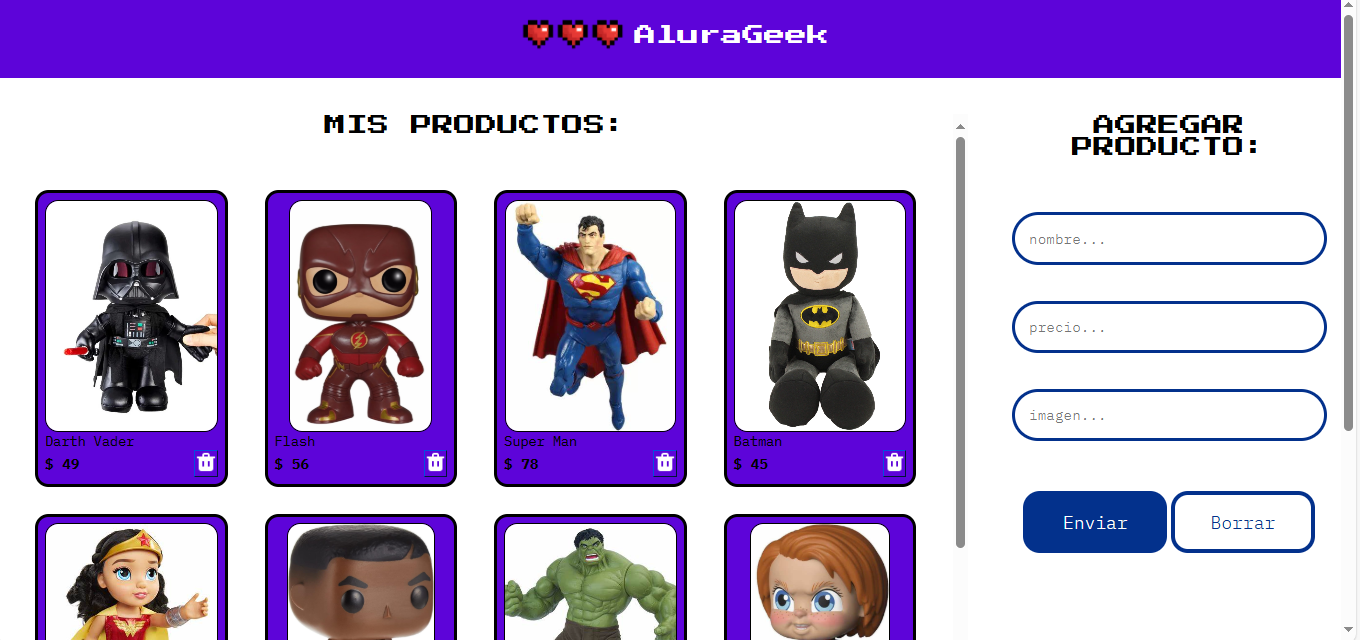 AluraGeek
MIS PRODUCTOS:
Darth Vader
$ 49
Flash
$ 56
Super Man
$ 78
Batman
$ 45
AGREGAR
PRODUCTO:
nombre...
precio...
imagen...
Enviar
Borrar